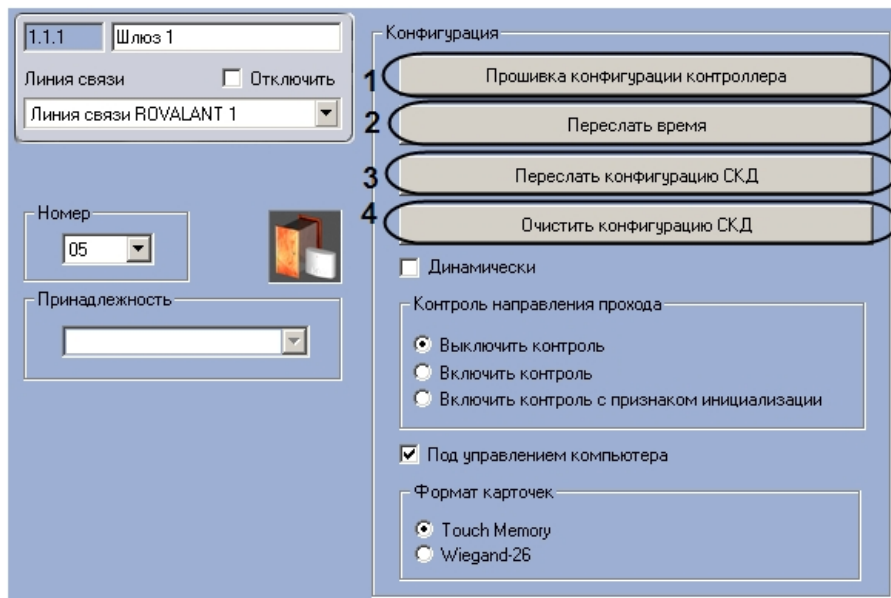 1.1.1 Шлюз 1
Линия связи Отключить
Линия связи ROVALANT 1
Номер
05
Принадлежность
Конфигурация
1 Прошивка конфигурации контроллера
2 Переслать время
3 Переслать конфигурацию СКД
4 Очистить конфигурацию СКД
Динамически
Контроль направления прохода
Выключить контроль
Включить контроль
Включить контроль с признаком инициализации
Под управлением компьютера
Формат карточек
Touch Memory
Wiegand-26